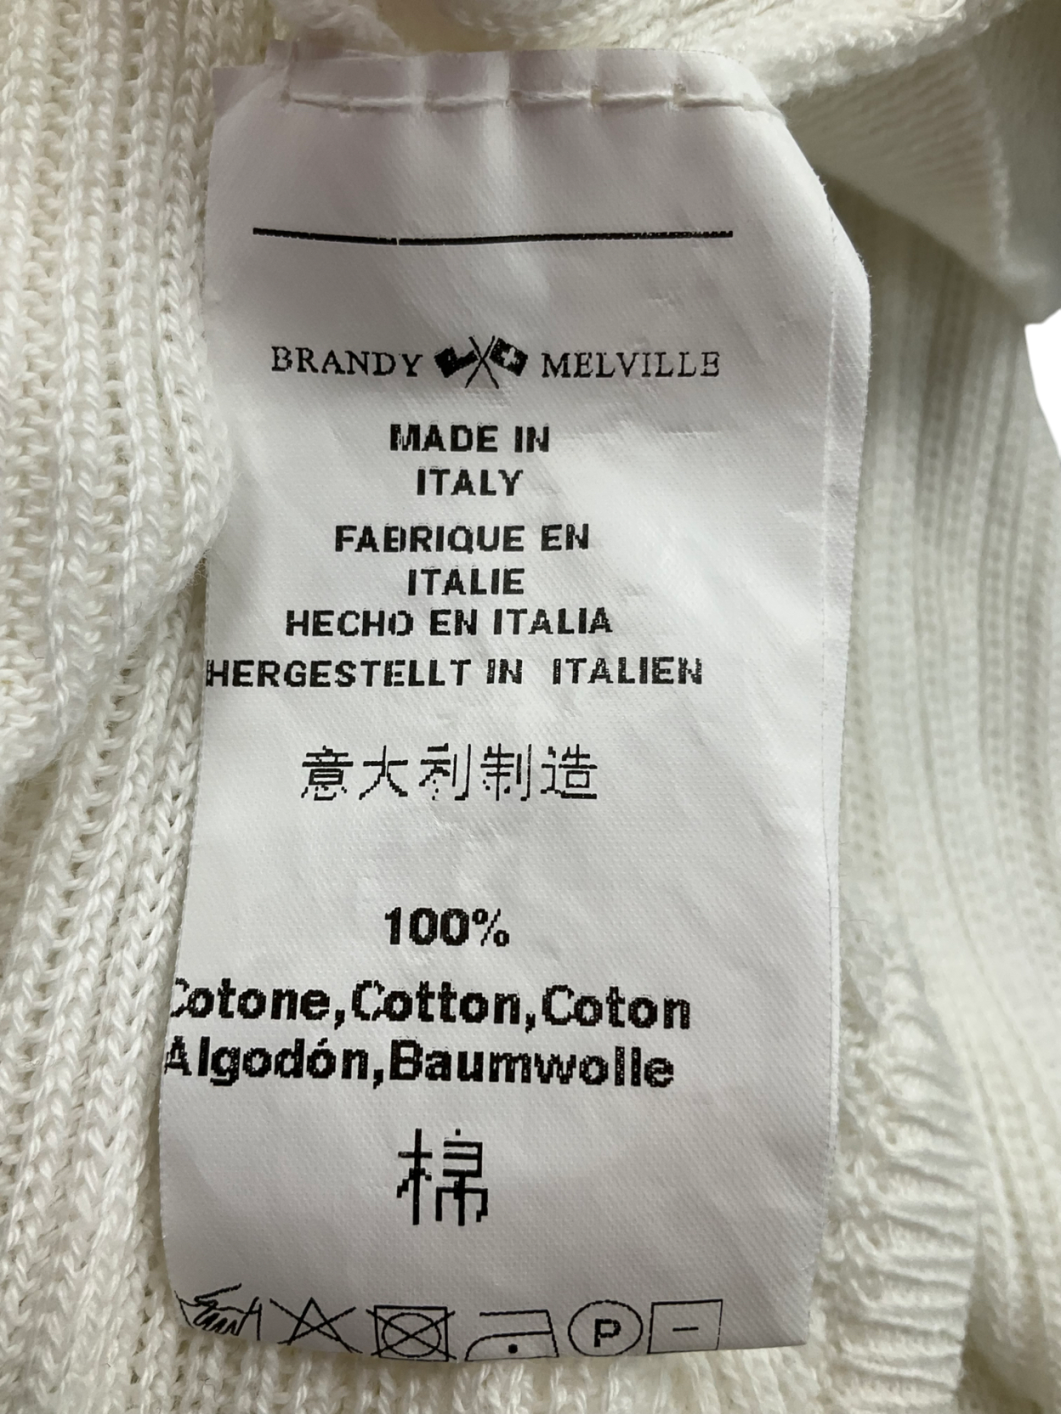 BRANDY MELVILLE
MADE IN
ITALY
FABRIQUE EN
ITALIE
HECHO EN ITALIA
HERGESTELLT IN ITALIEN
意大利制造
100%
Cotone,Cotton,Coton
Algodón,Baumwolle
棉
P